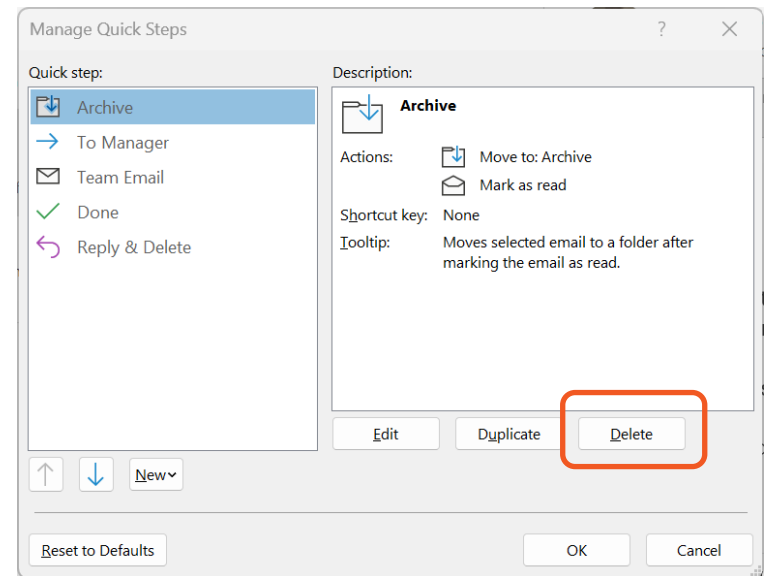 Manage Quick Steps
?
Quick step:
Description:
Archive
To Manager
Team Email
Done
Reply & Delete
Archive
Actions:
Move to: Archive
Mark as read
Shortcut key: None
Tooltip: Moves selected email to a folder after
marking the email as read.
Edit
Duplicate
Delete
New
Reset to Defaults
OK
Cancel